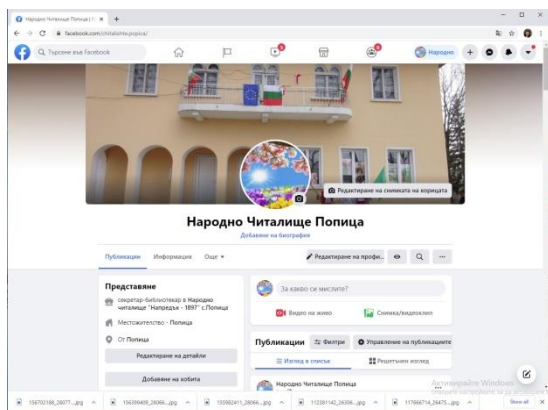 Народно Читалище Попица | F
facebook.com/chitalishte.popica/
Търсене във Facebook
Народно
Редактиране на снимката на корицата
Народно Читалище Попица
Добавяне на биография
Публикации Информация Още
Редактиране на профи...
Представяне
секретар-библиотекар в Народно
читалище "Напредък - 1897" с.Попица
Местожителство - Попица
От Попица
Редактиране на детайли
Добавяне на хобита
За какво си мислите?
Видео на живо
Снимка/видеоклип
Публикации
Филтри
Управление на публикациите
Изглед в списък
Решетъчен изглед
Народно Читалище Попица
Активирайте Windows
Show all